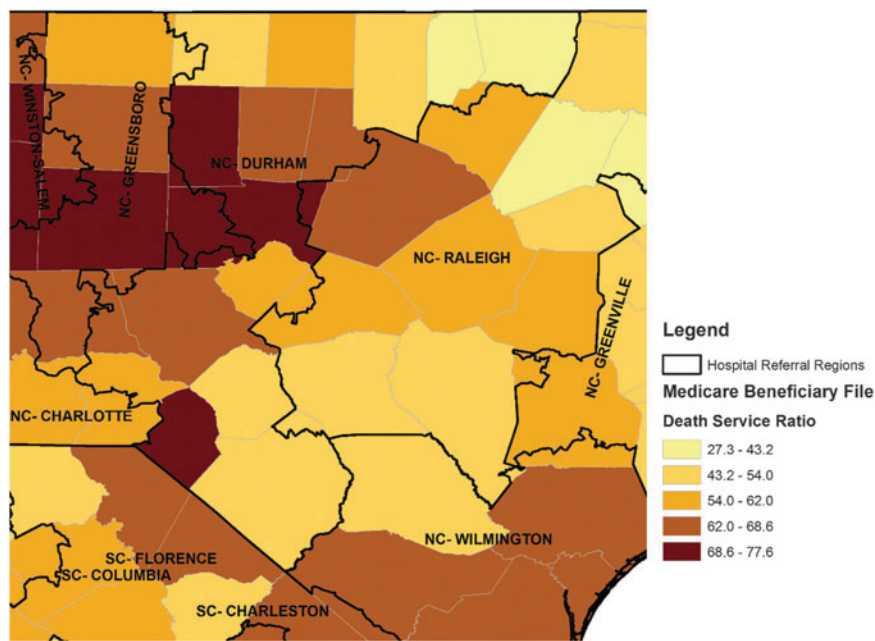 NC- WINSTON-SALEM
NC- GREENSBORO
NC- DURHAM
NC- RALEIGH
NC- GREENVILLE
NC- CHARLOTTE
NC- WILMINGTON
SC- FLORENCE
SC- COLUMBIA
SC- CHARLESTON
Legend
Hospital Referral Regions
Medicare Beneficiary File
Death Service Ratio
27.3 - 43.2
43.2 - 54.0
54.0 - 62.0
62.0 - 68.6
68.6 - 77.6